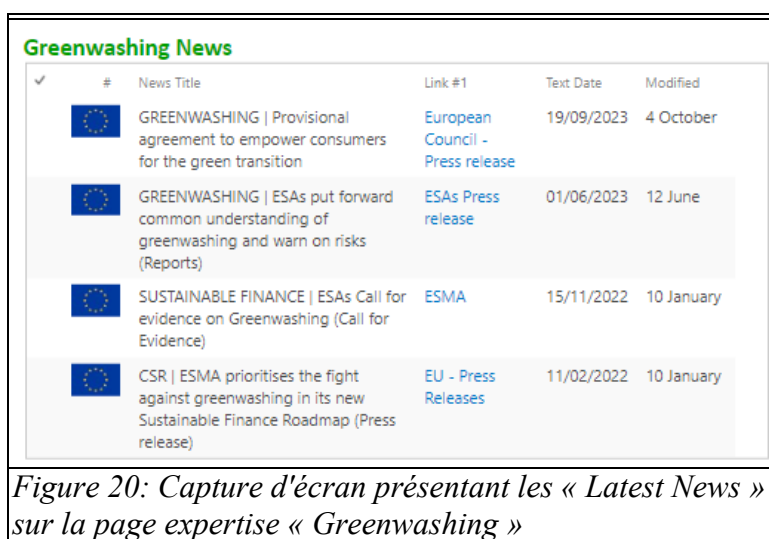 Greenwashing News
✓ # News Title Link #1 Text Date Modified
GREENWASHING | Provisional European 19/09/2023 4 October
agreement to empower consumers Council -
for the green transition Press release
GREENWASHING | ESAs put forward ESAs Press 01/06/2023 12 June
common understanding of release
greenwashing and warn on risks
(Reports)
SUSTAINABLE FINANCE | ESAs Call for ESMA 15/11/2022 10 January
evidence on Greenwashing (Call for
Evidence)
CSR | ESMA prioritises the fight EU - Press 11/02/2022 10 January
against greenwashing in its new Releases
Sustainable Finance Roadmap (Press
release)
Figure 20: Capture d'écran présentant les « Latest News »
sur la page expertise « Greenwashing »